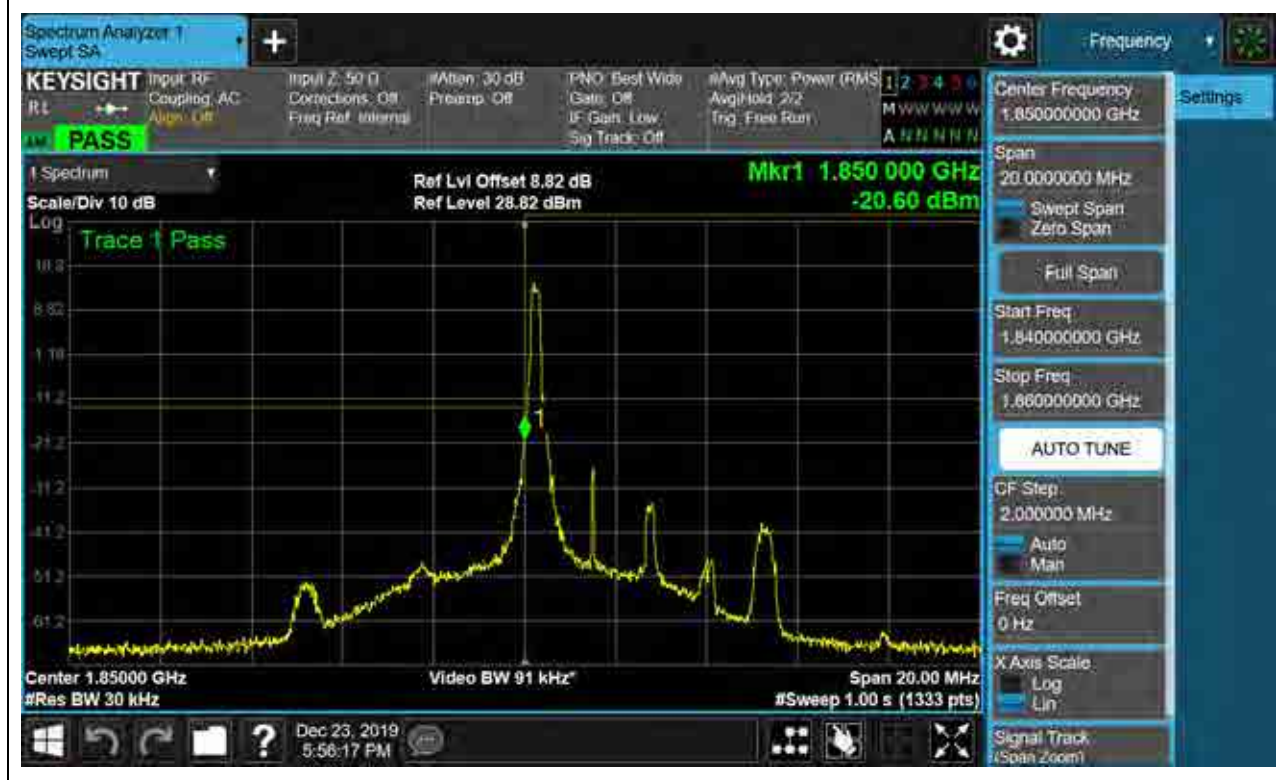 Spectrum Analyzer 1
Swept SA
+
Frequency
KEYSIGHT
Input: RF
Coupling: AC
Align: Off
Input Z: 50 Ω
Corrections: Off
Freq Ref: Internal
#Atten: 30 dB
Preamp: Off
PNO: Best Wide
Gate: Off
IF Gain: Low
Sig Track: Off
#Avg Type: Power (RMS
Avg|Hold: 2/2
Trig: Free Run
1 2 3 4 5 6
M W W W W W
A N N N N N
PASS
1 Spectrum
Scale/Div 10 dB
Log
Ref Lvl Offset 8.82 dB
Ref Level 28.82 dBm
Mkr1 1.850 000 GHz
-20.60 dBm
Trace 1 Pass
18.8
8.82
-1.18
-11.2
-21.2
-31.2
-41.2
-51.2
-61.2
1
Center 1.85000 GHz
#Res BW 30 kHz
Video BW 91 kHz*
Span 20.00 MHz
#Sweep 1.00 s (1333 pts)
?
Dec 23, 2019
5:56:17 PM
Settings
Center Frequency
1.850000000 GHz
Span
20.0000000 MHz
Swept Span
Zero Span
Full Span
Start Freq
1.840000000 GHz
Stop Freq
1.860000000 GHz
AUTO TUNE
CF Step
2.000000 MHz
Auto
Man
Freq Offset
0 Hz
X Axis Scale
Log
Lin
Signal Track
(Span Zoom)